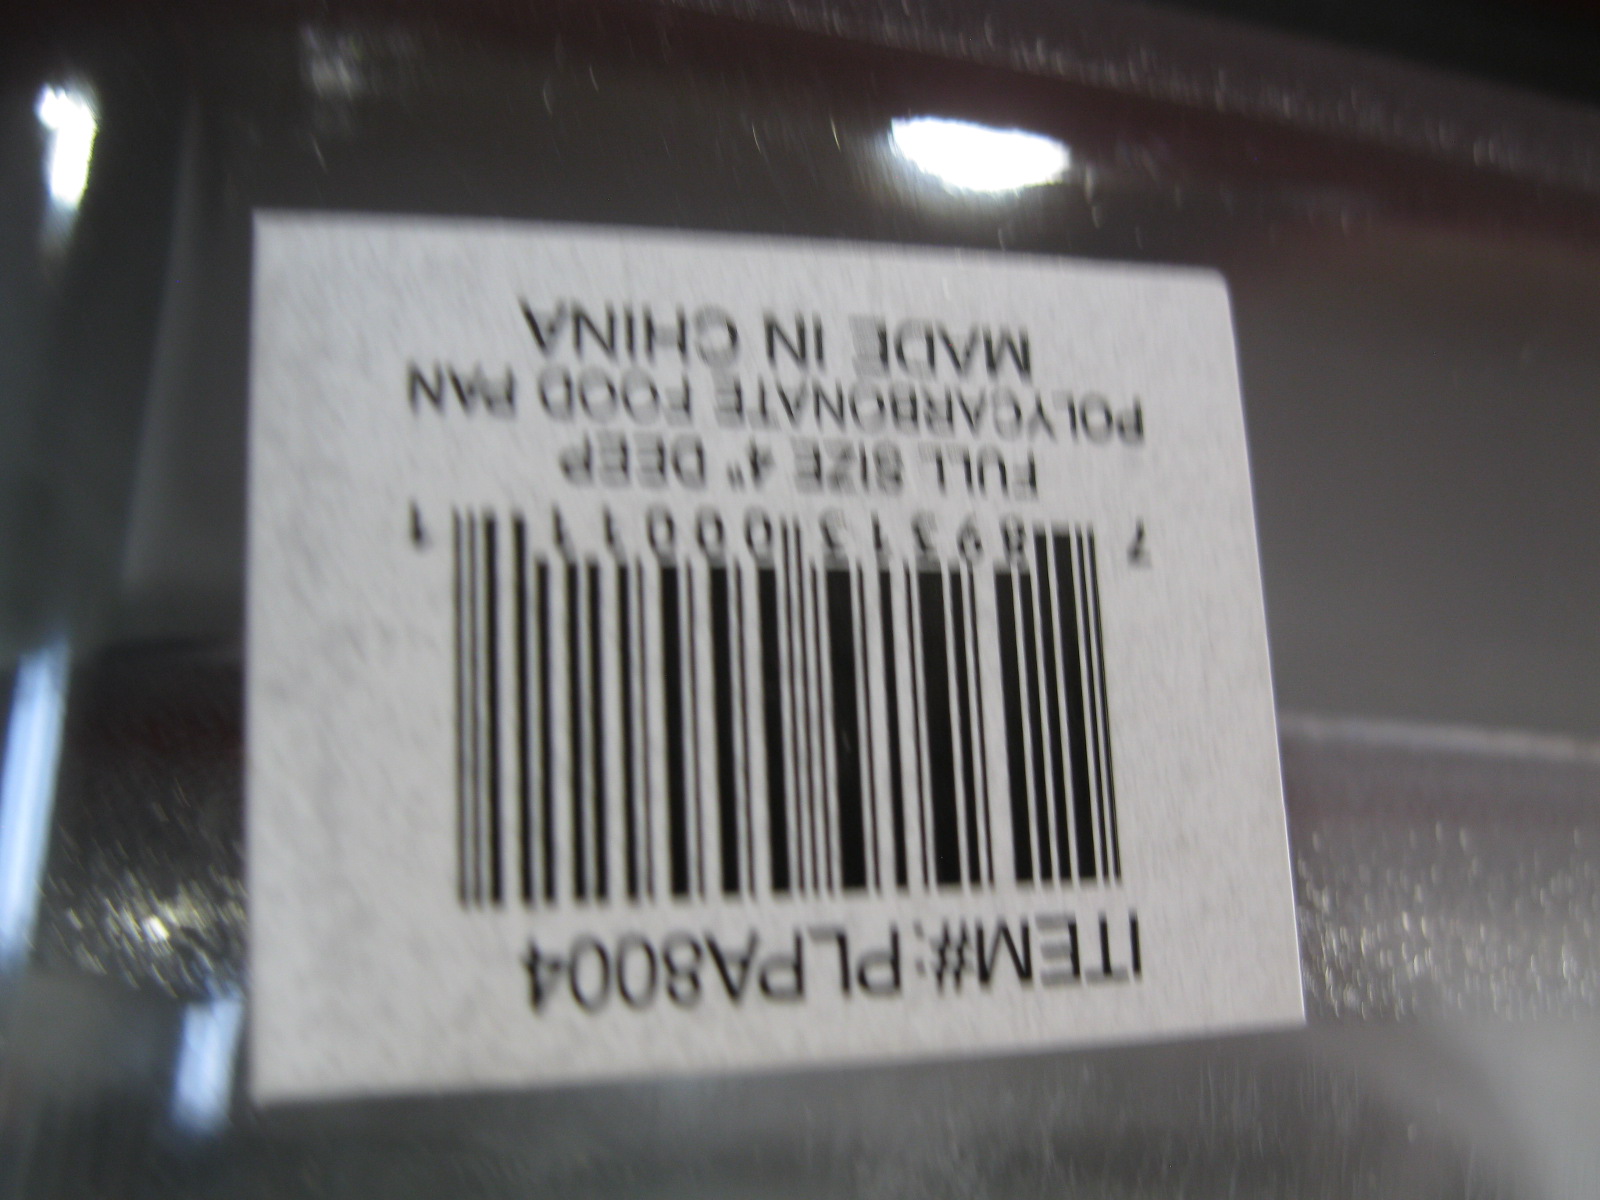 ITEM#:PLPA8004
7 89313 00011 1
FULL SIZE 4" DEEP
POLYCARBONATE FOOD PAN
MADE IN CHINA